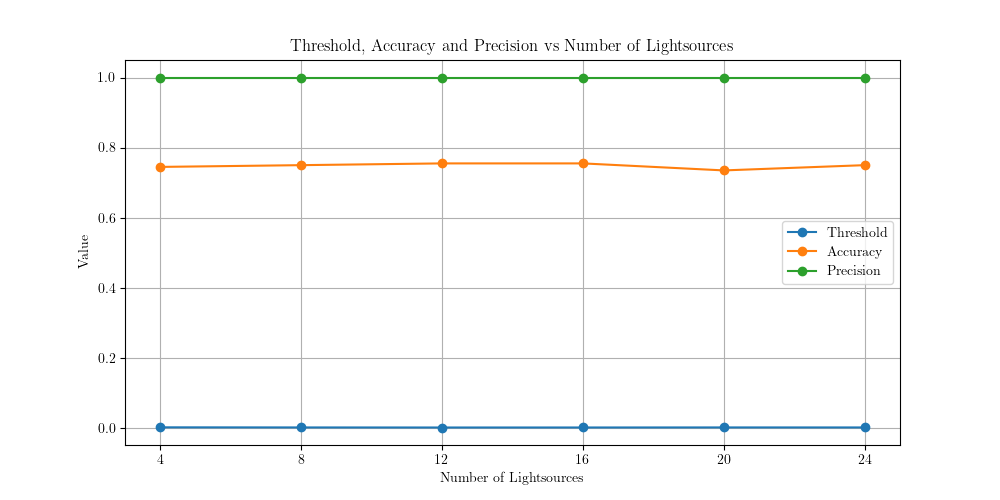 Threshold, Accuracy and Precision vs Number of Lightsources
1.0
0.8
0.6
0.4
0.2
0.0
Value
Threshold
Accuracy
Precision
4 8 12 16 20 24
Number of Lightsources